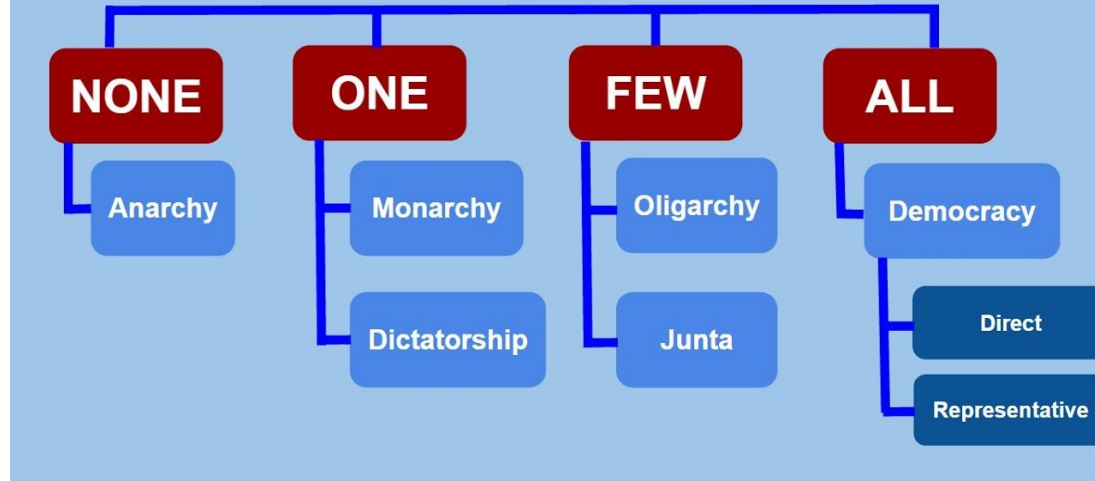 NONE
ONE
FEW
ALL
Anarchy
Monarchy
Oligarchy
Democracy
Dictatorship
Junta
Direct
Representative